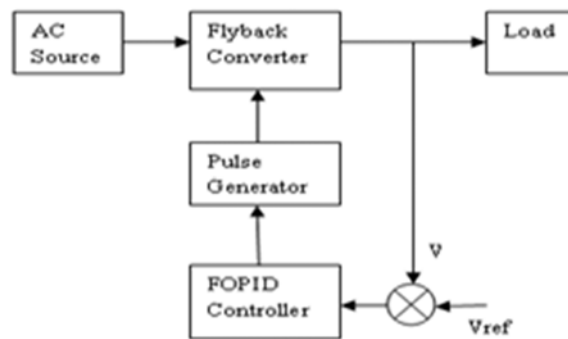 AC
Source
Flyback
Converter
Load
Pulse
Generator
V
FOPID
Controller
Vref